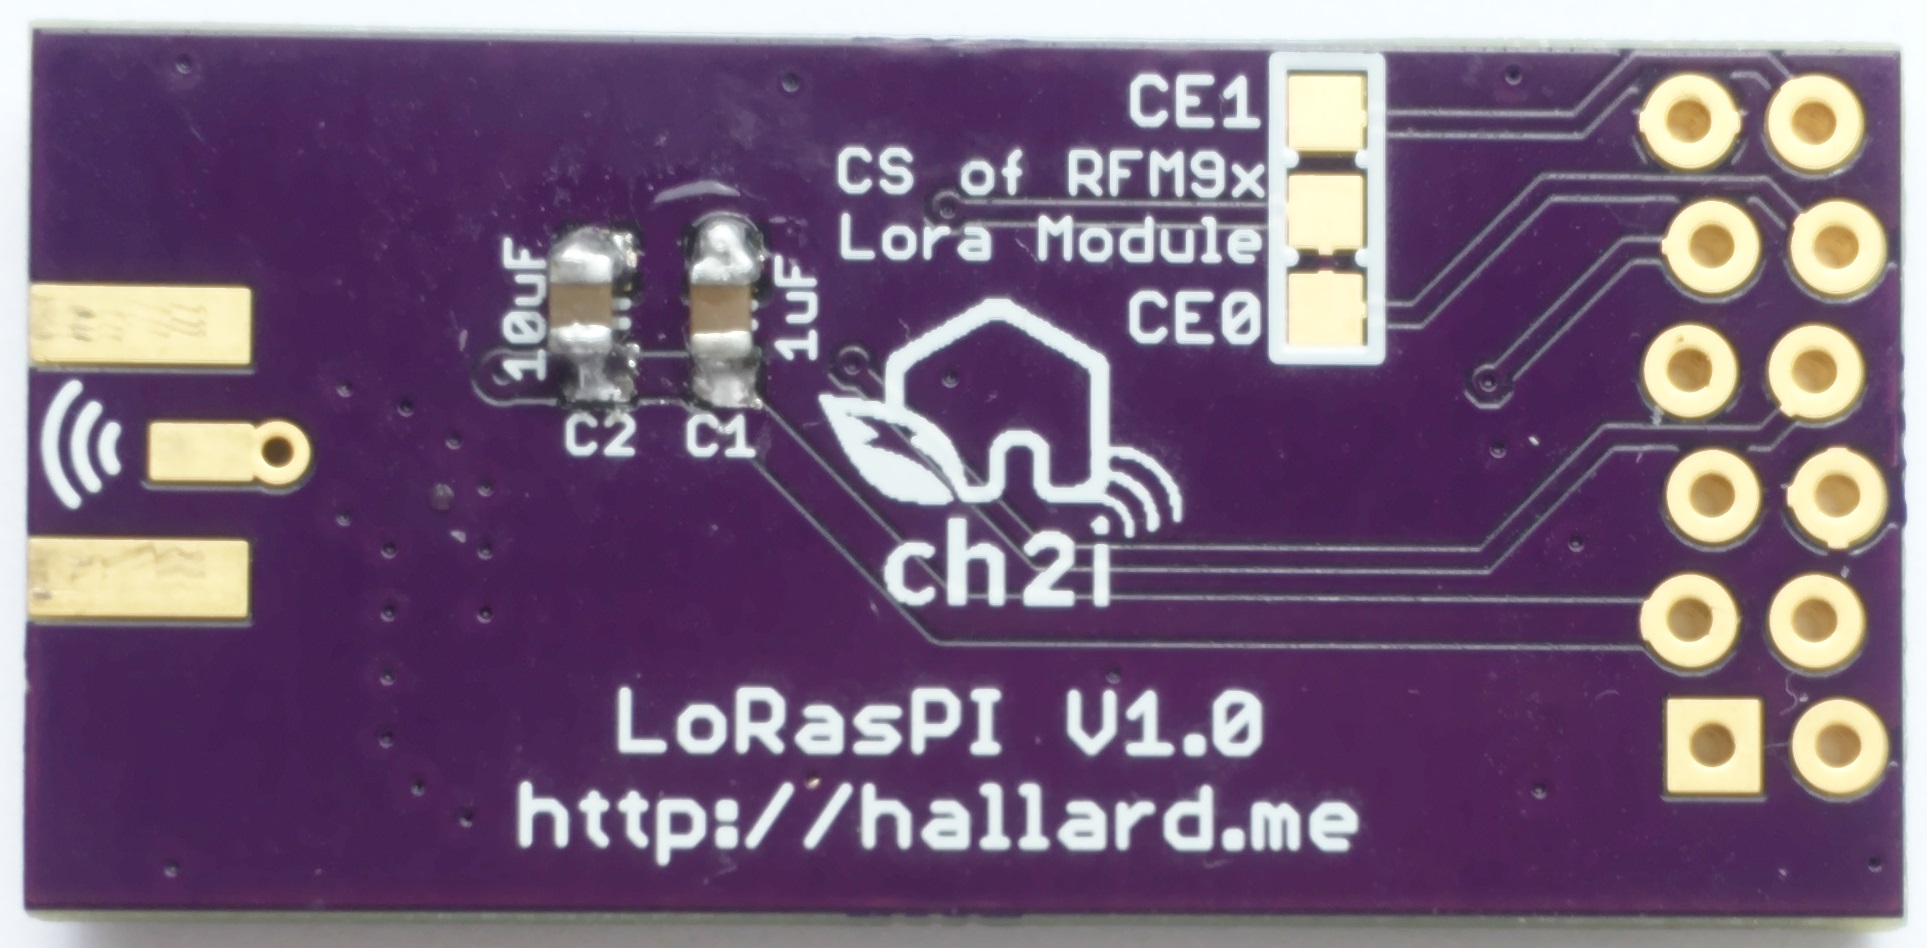 CE1
CS of RFM9x
Lora Module
CE0
10uF
1uF
C2
C1
ch2i
LoRasPI V1.0
http://hallard.me